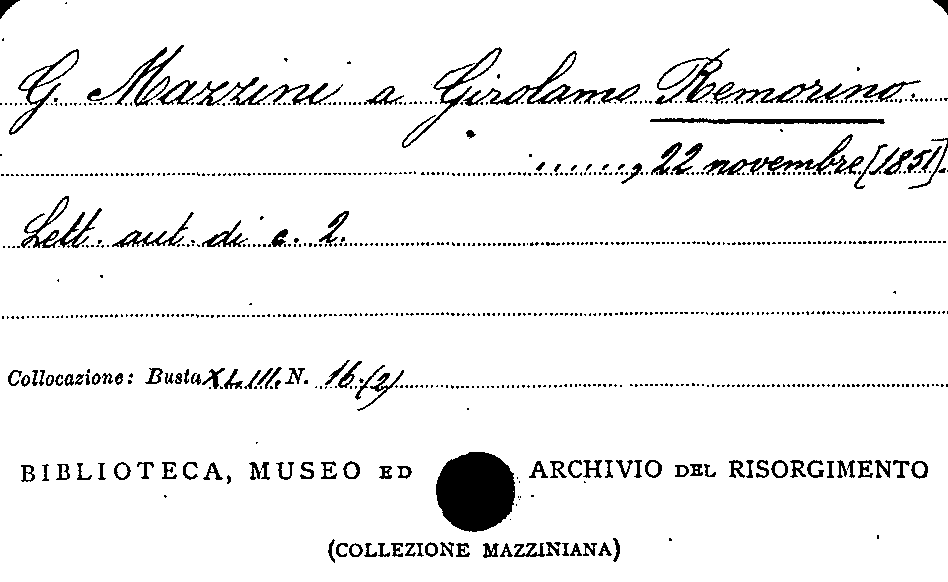 G. Mazzini a Girolamo Remorino.
......, 22 novembre [1851].
Lett. aut. di c. 2.
Collocazione: Busta XLIII. N. 16.(2)
BIBLIOTECA, MUSEO ED ARCHIVIO DEL RISORGIMENTO
(COLLEZIONE MAZZINIANA)